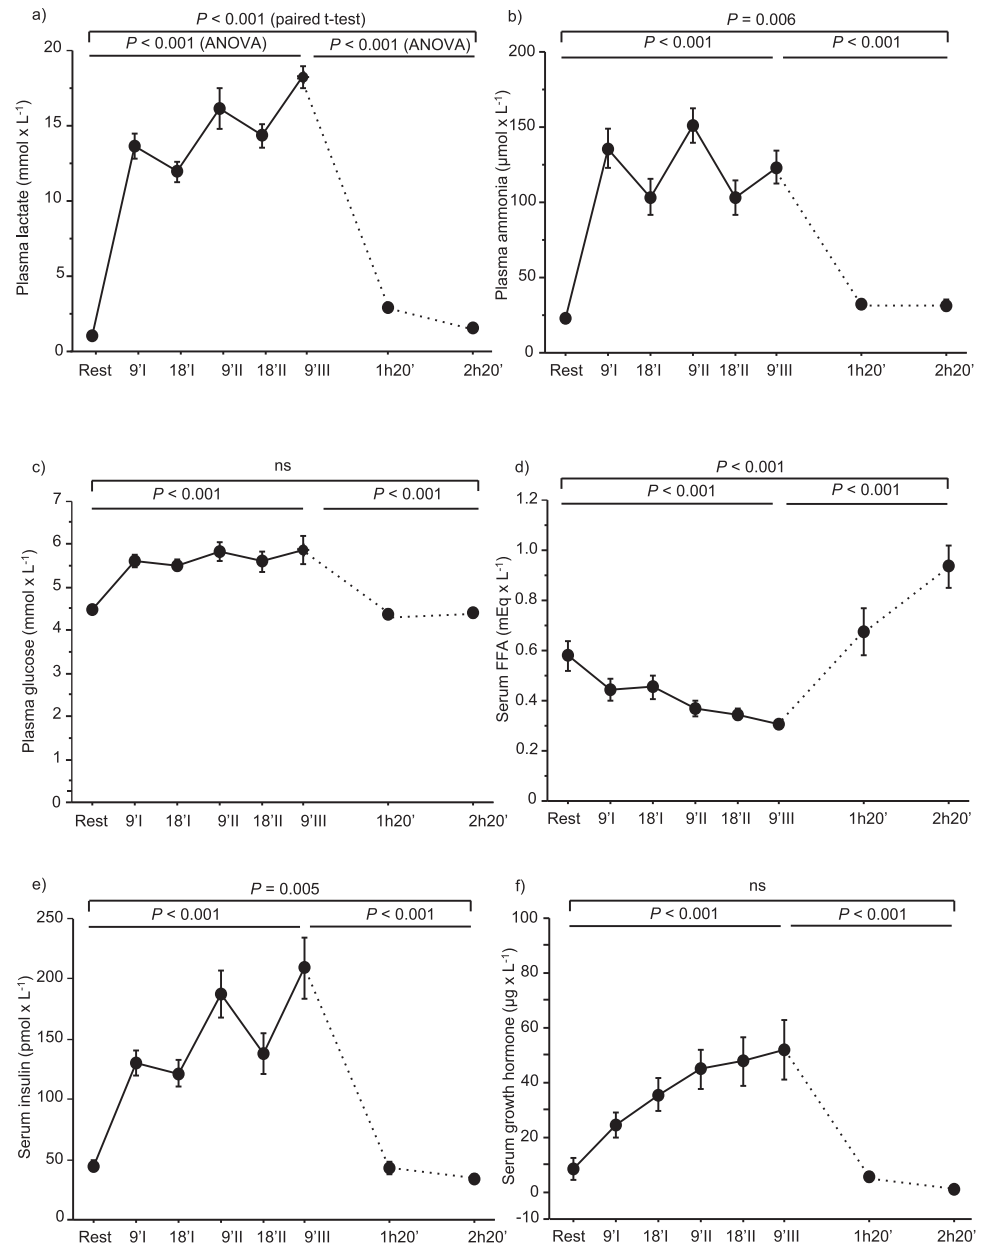 a)
P < 0.001 (paired t-test)
P < 0.001 (ANOVA)
P < 0.001 (ANOVA)
Plasma lactate (mmol x L-1)
20
15
10
5
0
Rest 9'I 18'I 9'II 18'II 9'III 1h20' 2h20'
b)
P = 0.006
P < 0.001
P < 0.001
Plasma ammonia (μmol x L-1)
200
150
100
50
0
Rest 9'I 18'I 9'II 18'II 9'III 1h20' 2h20'
c)
ns
P < 0.001
P < 0.001
Plasma glucose (mmol x L-1)
7
6
5
4
3
2
1
0
Rest 9'I 18'I 9'II 18'II 9'III 1h20' 2h20'
d)
P < 0.001
P < 0.001
P < 0.001
Serum FFA (mEq x L-1)
1.2
1.0
0.8
0.6
0.4
0.2
0
Rest 9'I 18'I 9'II 18'II 9'III 1h20' 2h20'
e)
P = 0.005
P < 0.001
P < 0.001
Serum insulin (pmol x L-1)
250
200
150
100
50
0
Rest 9'I 18'I 9'II 18'II 9'III 1h20' 2h20'
f)
ns
P < 0.001
P < 0.001
Serum growth hormone (μg x L-1)
100
80
60
40
20
0
-10
Rest 9'I 18'I 9'II 18'II 9'III 1h20' 2h20'